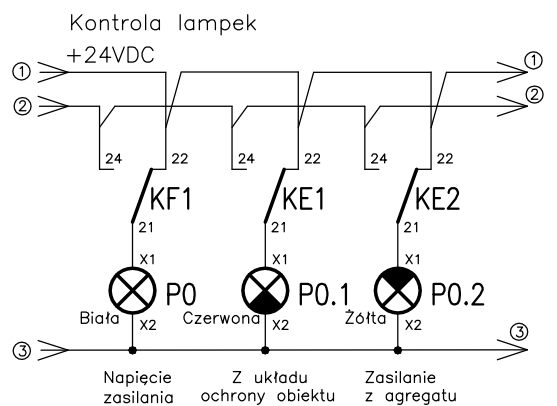 Kontrola lampek
+24VDC
1 1
2 2
24 22 24 22 24 22
KF1 KE1 KE2
21 21 21
X1 X1 X1
P0 P0.1 P0.2
Biała Czerwona Żółta
X2 X2 X2
3 3
Napięcie Z układu Zasilanie
zasilania ochrony obiektu z agregatu